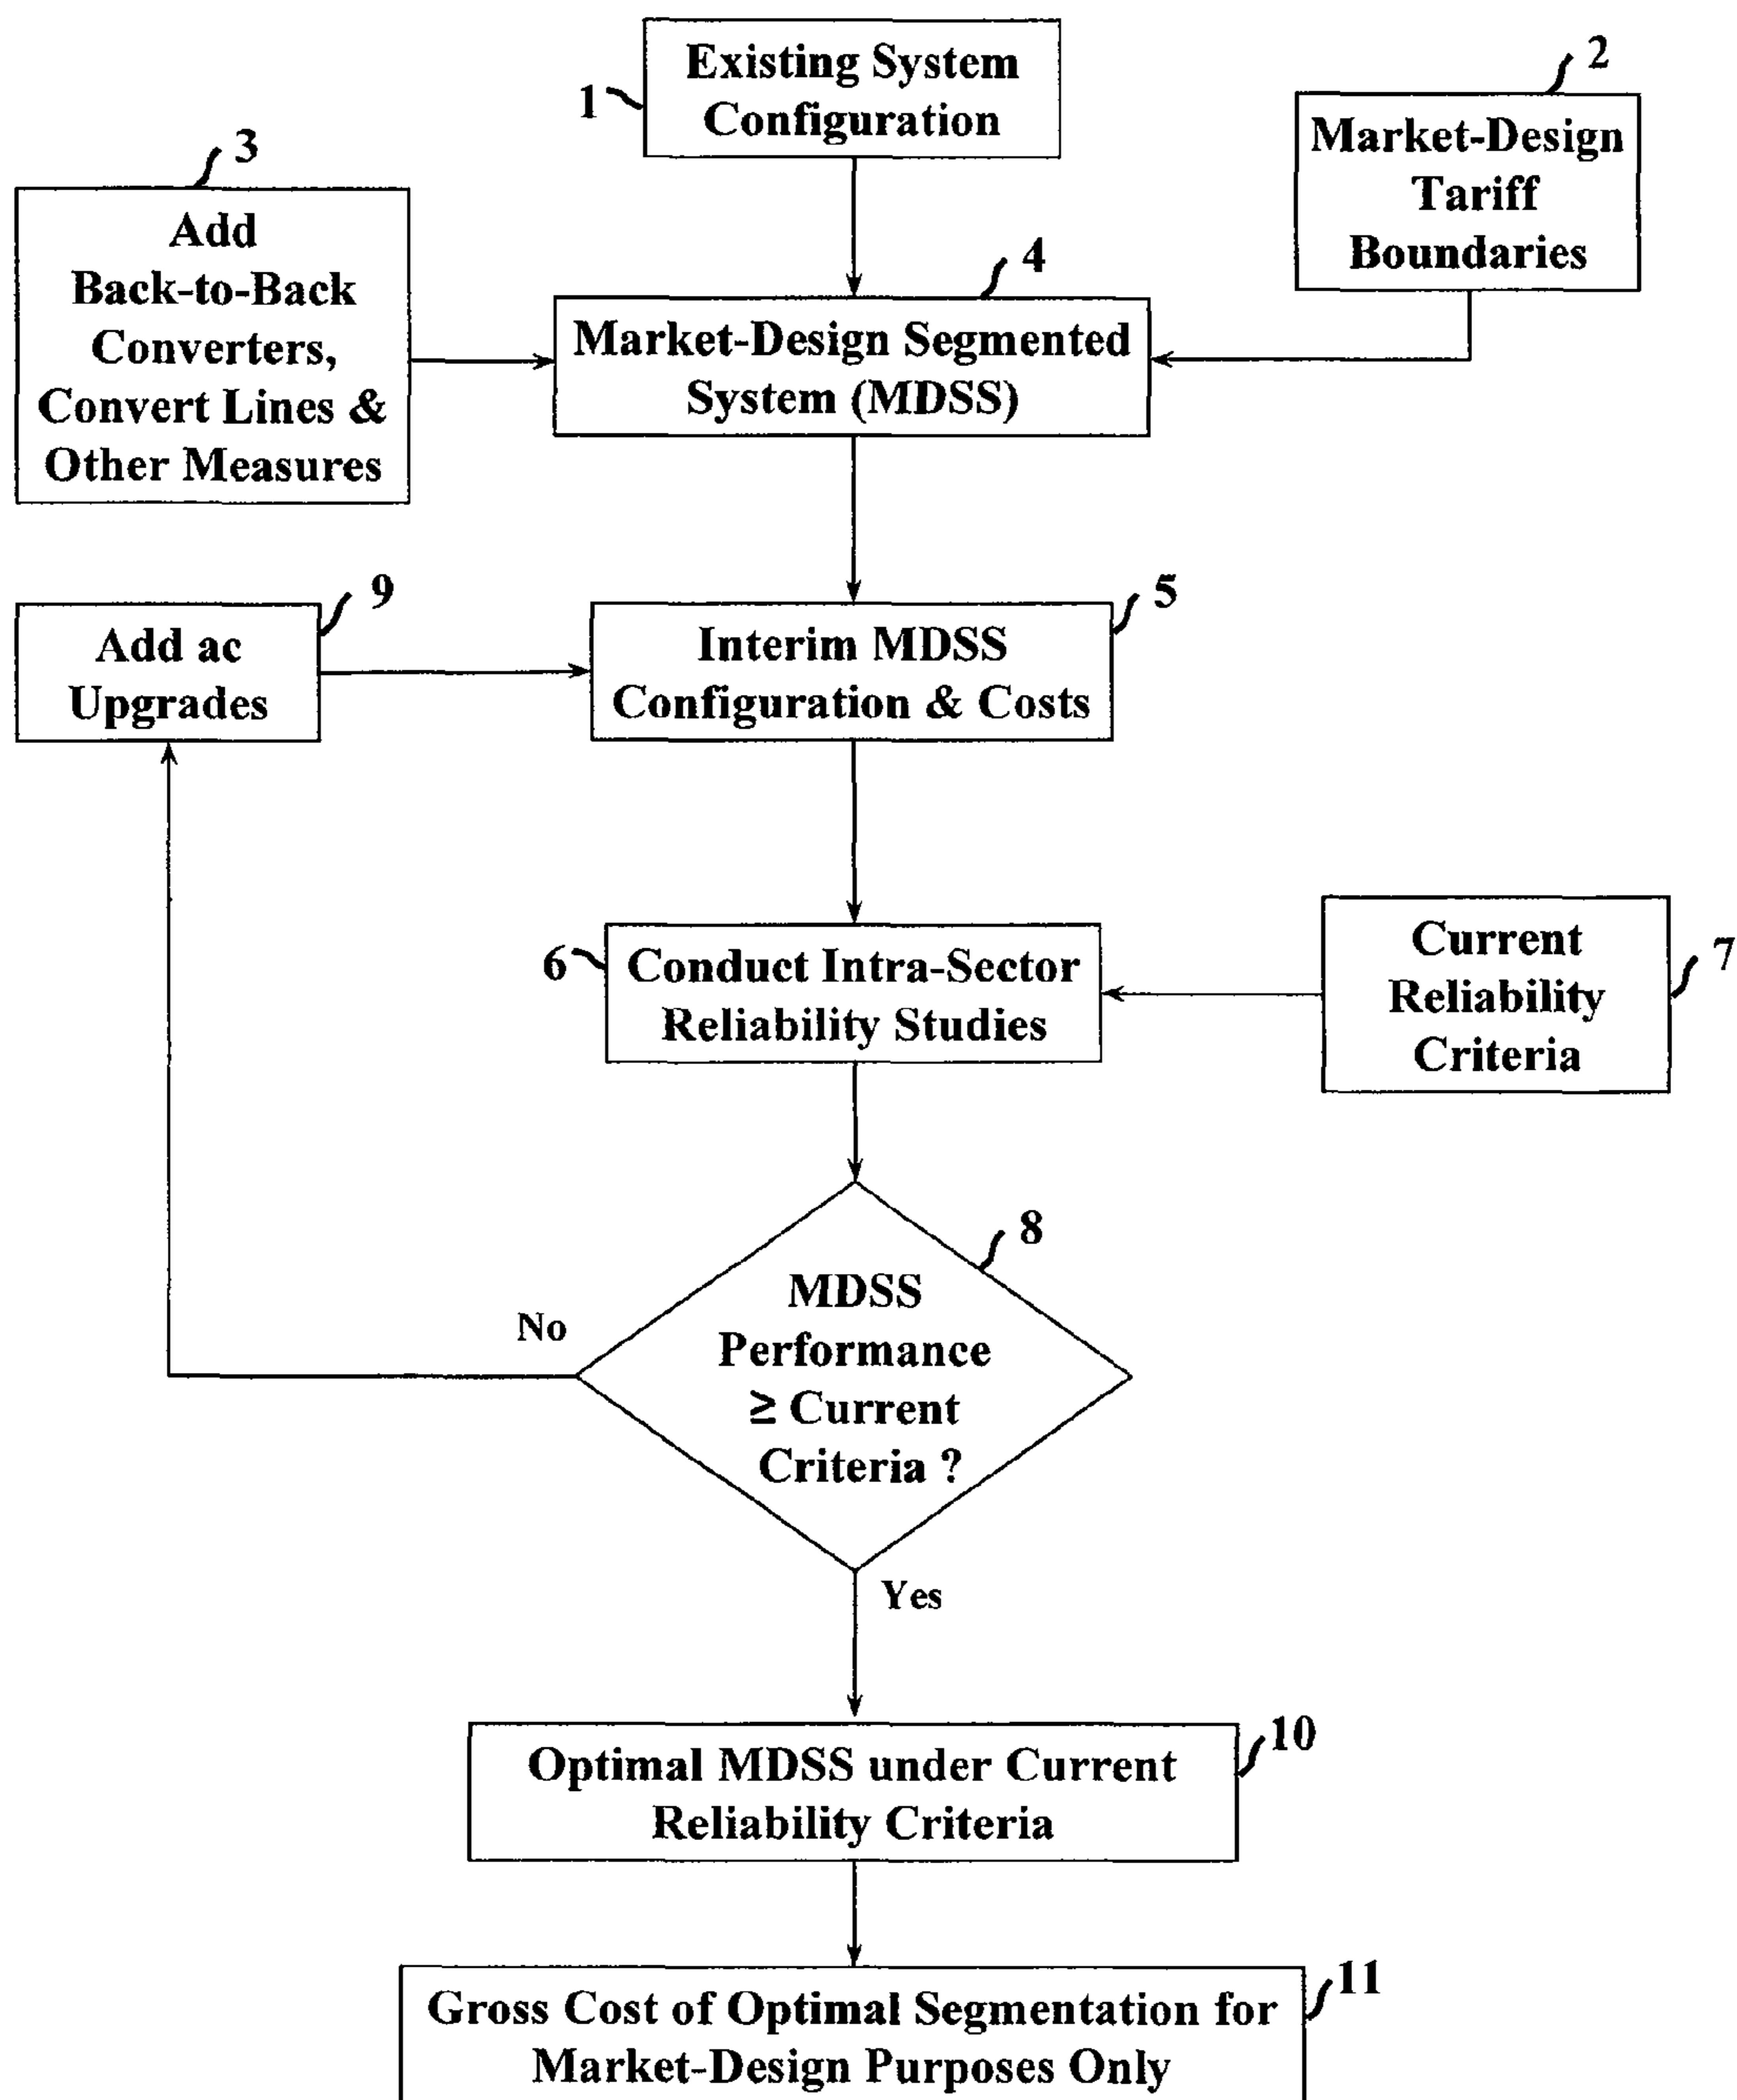 1
Existing System
Configuration
2
Market-Design
Tariff
Boundaries
3
Add
Back-to-Back
Converters,
Convert Lines &
Other Measures
4
Market-Design Segmented
System (MDSS)
9
Add ac
Upgrades
5
Interim MDSS
Configuration & Costs
6
Conduct Intra-Sector
Reliability Studies
7
Current
Reliability
Criteria
8
MDSS
Performance
≥ Current
Criteria ?
No
Yes
10
Optimal MDSS under Current
Reliability Criteria
11
Gross Cost of Optimal Segmentation for
Market-Design Purposes Only